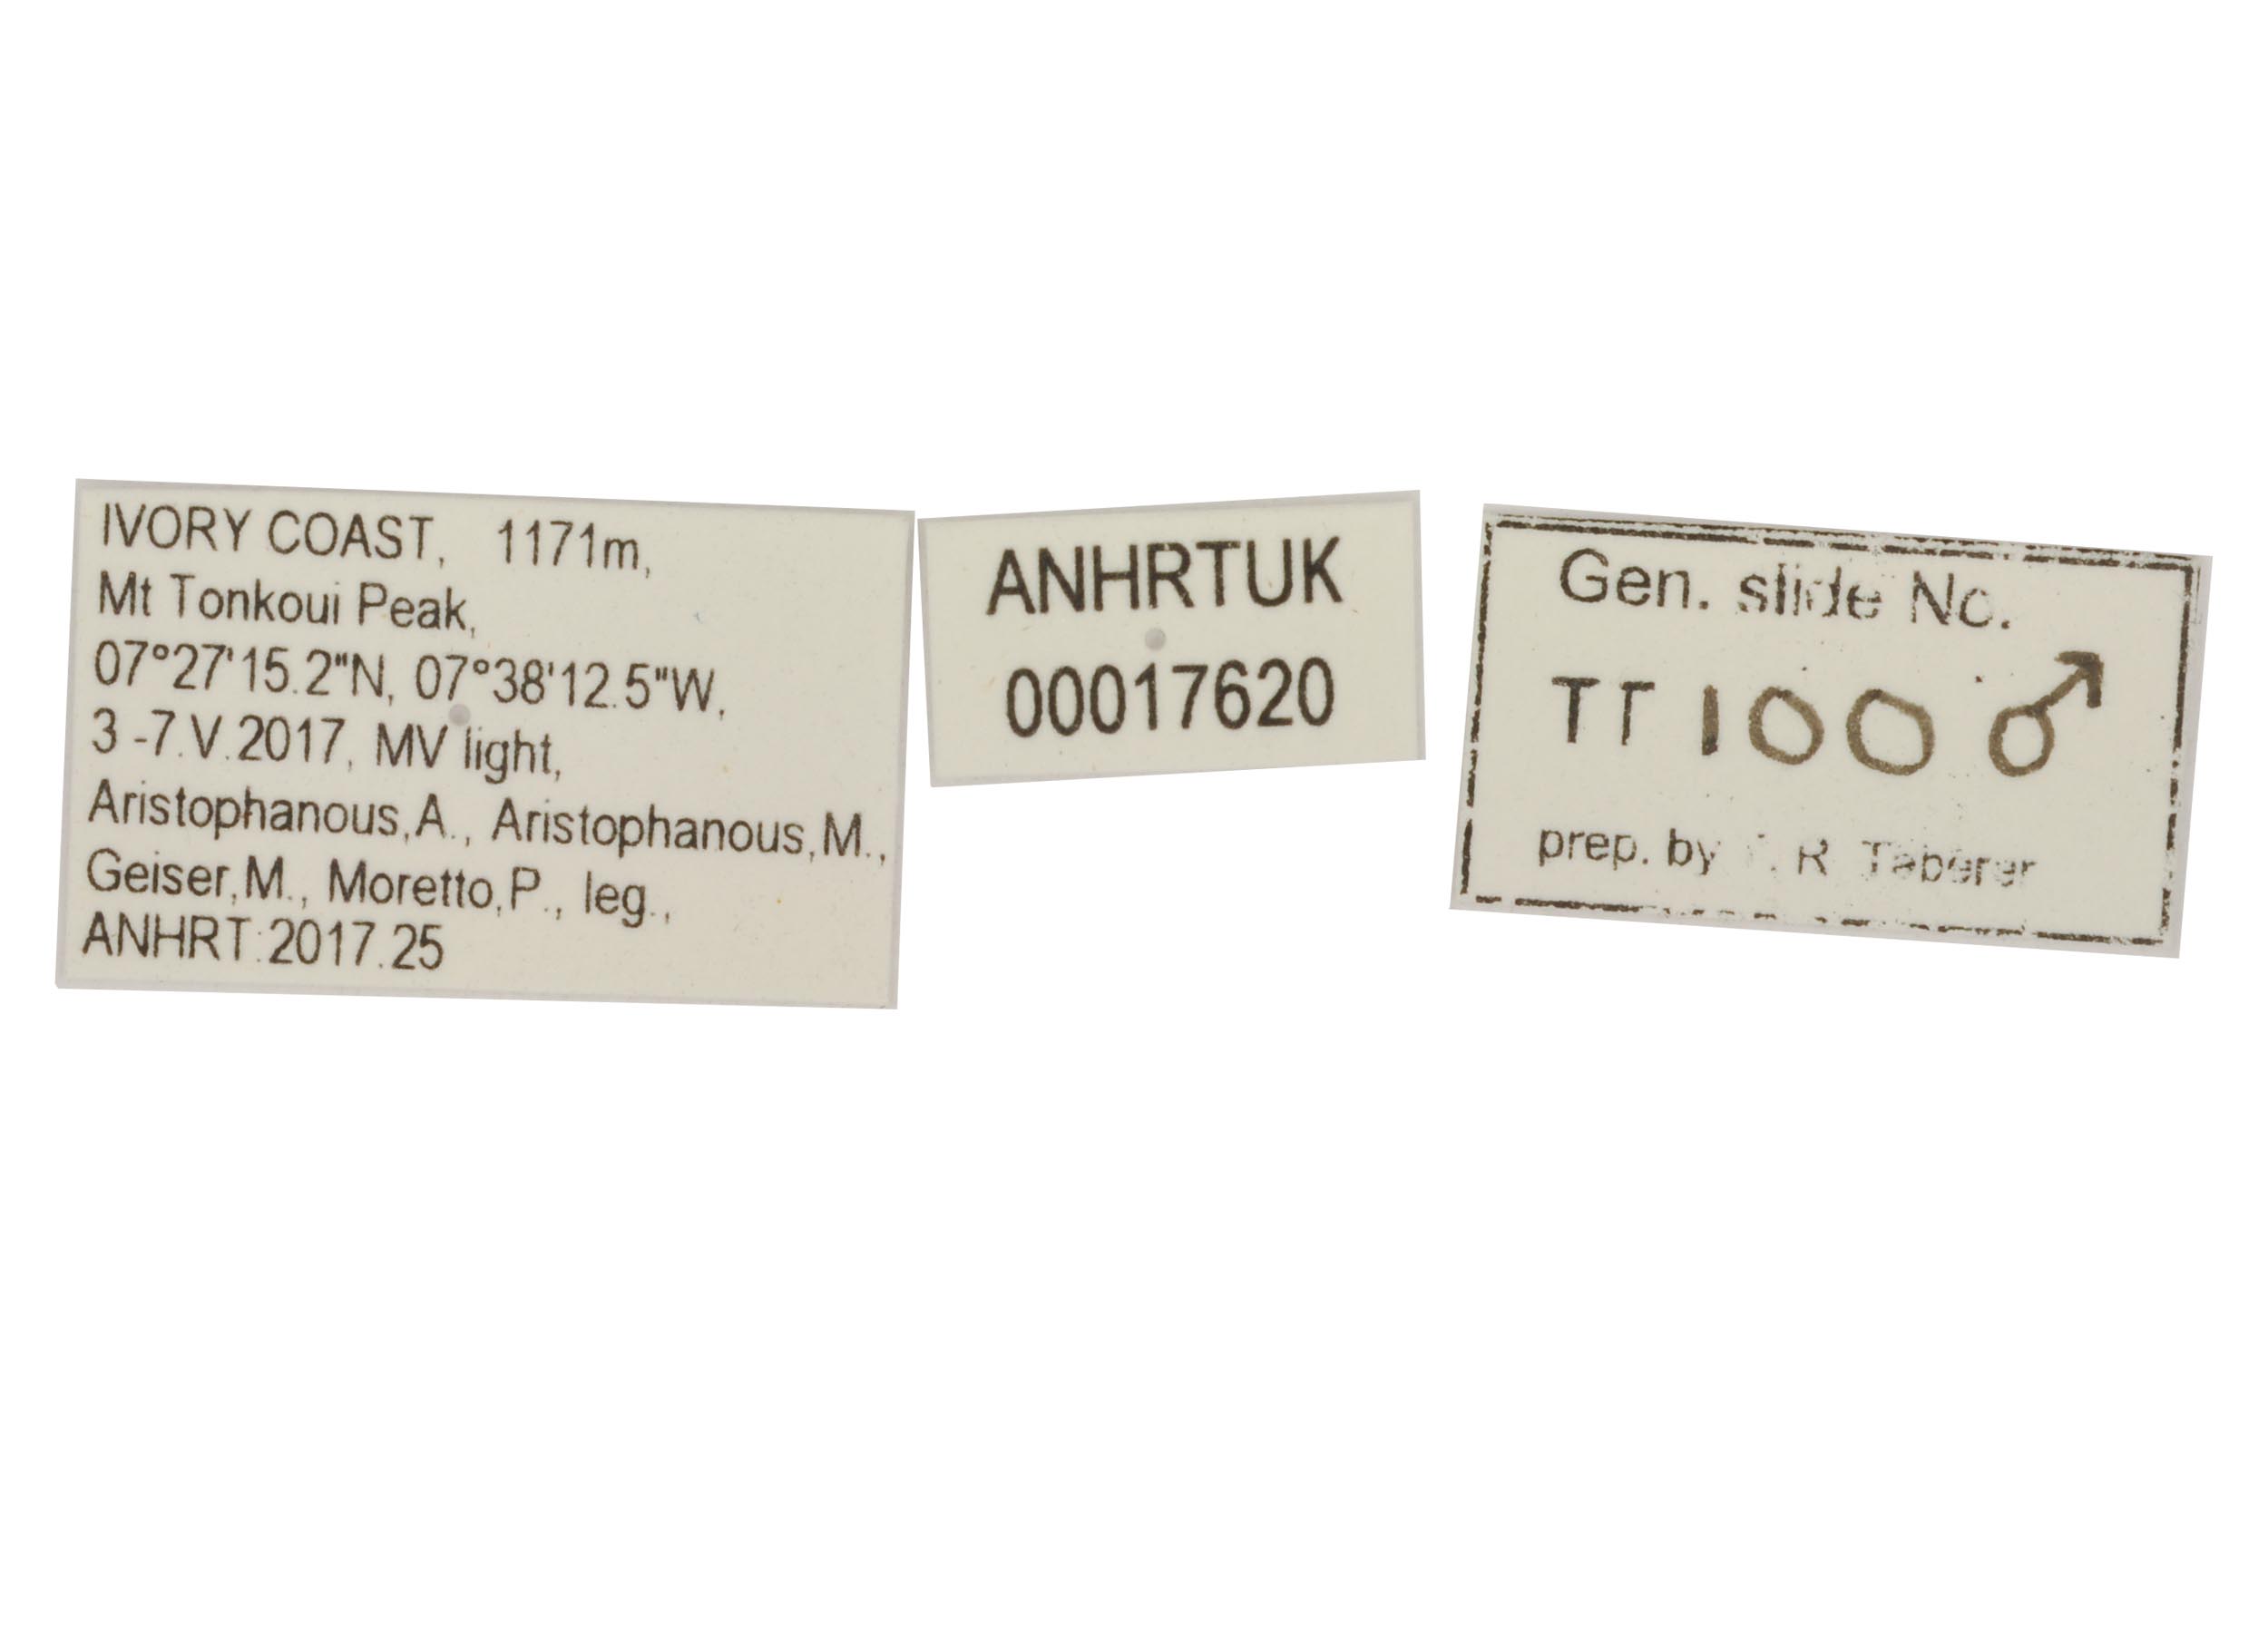 IVORY COAST, 1171m,
Mt Tonkoui Peak,
07°27'15.2"N, 07°38'12.5"W,
3 -7.V.2017, MV light,
Aristophanous,A., Aristophanous,M.,
Geiser,M., Moretto,P., leg.,
ANHRT:2017.25
ANHRTUK
00017620
Gen. slide No.
TT 100 ♂
prep. by R. Taberer